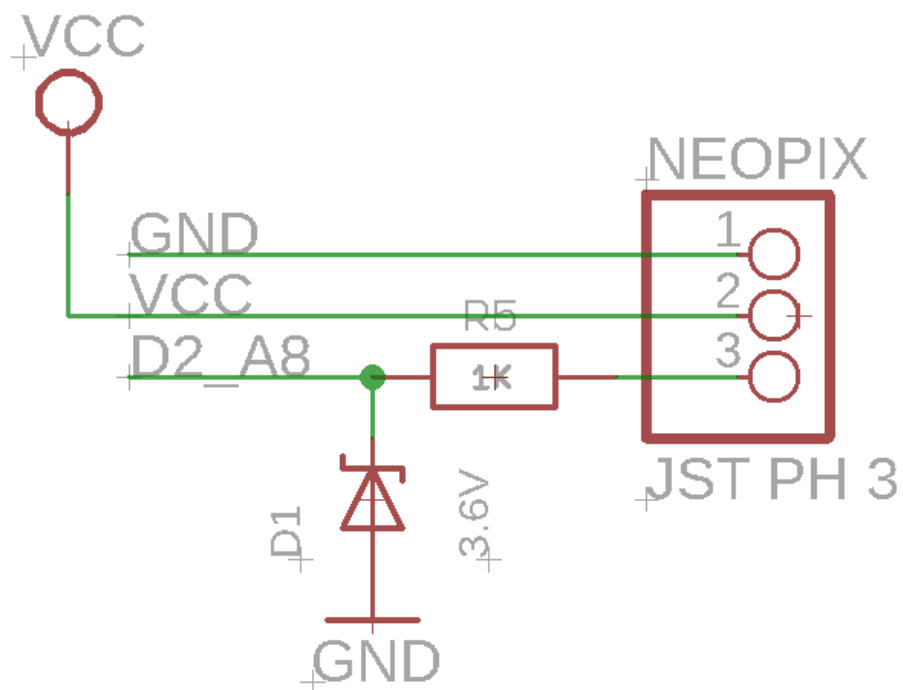 VCC
NEOPIX
GND
1
VCC
2
R5
D2_A8
1K
3
JST PH 3
D1
3.6V
GND